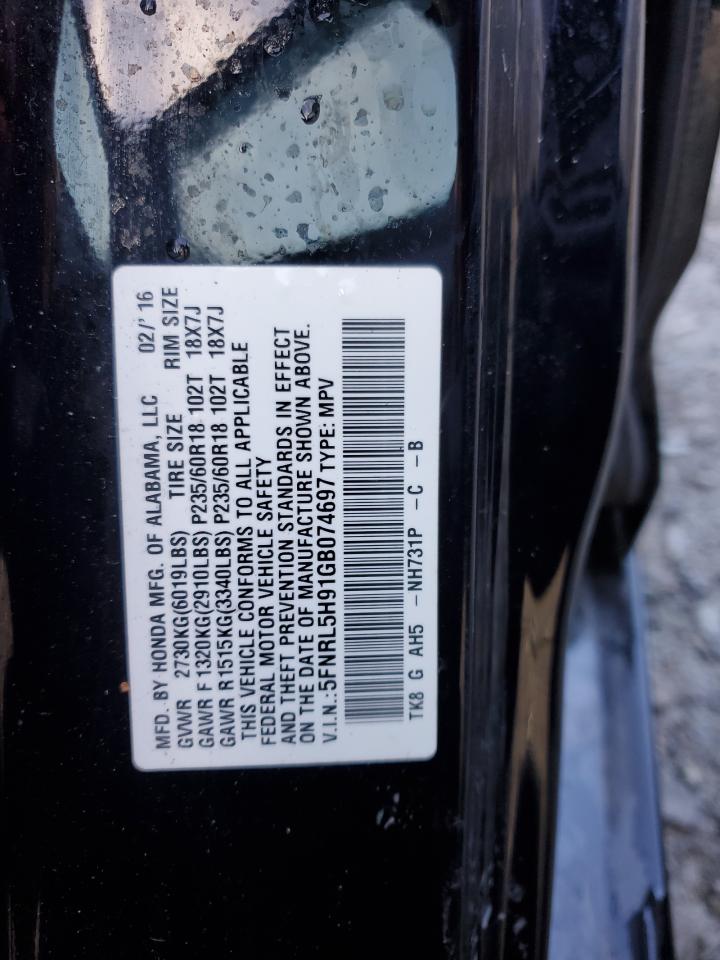 MFD. BY HONDA MFG. OF ALABAMA, LLC 02/'16
GVWR 2730KG(6019LBS) TIRE SIZE RIM SIZE
GAWR F 1320KG(2910LBS) P235/60R18 102T 18X7J
GAWR R 1515KG(3340LBS) P235/60R18 102T 18X7J
THIS VEHICLE CONFORMS TO ALL APPLICABLE
FEDERAL MOTOR VEHICLE SAFETY
AND THEFT PREVENTION STANDARDS IN EFFECT
ON THE DATE OF MANUFACTURE SHOWN ABOVE.
V.I.N.:5FNRL5H91GB074697 TYPE: MPV
TK8 G AH5 -NH731P -C -B